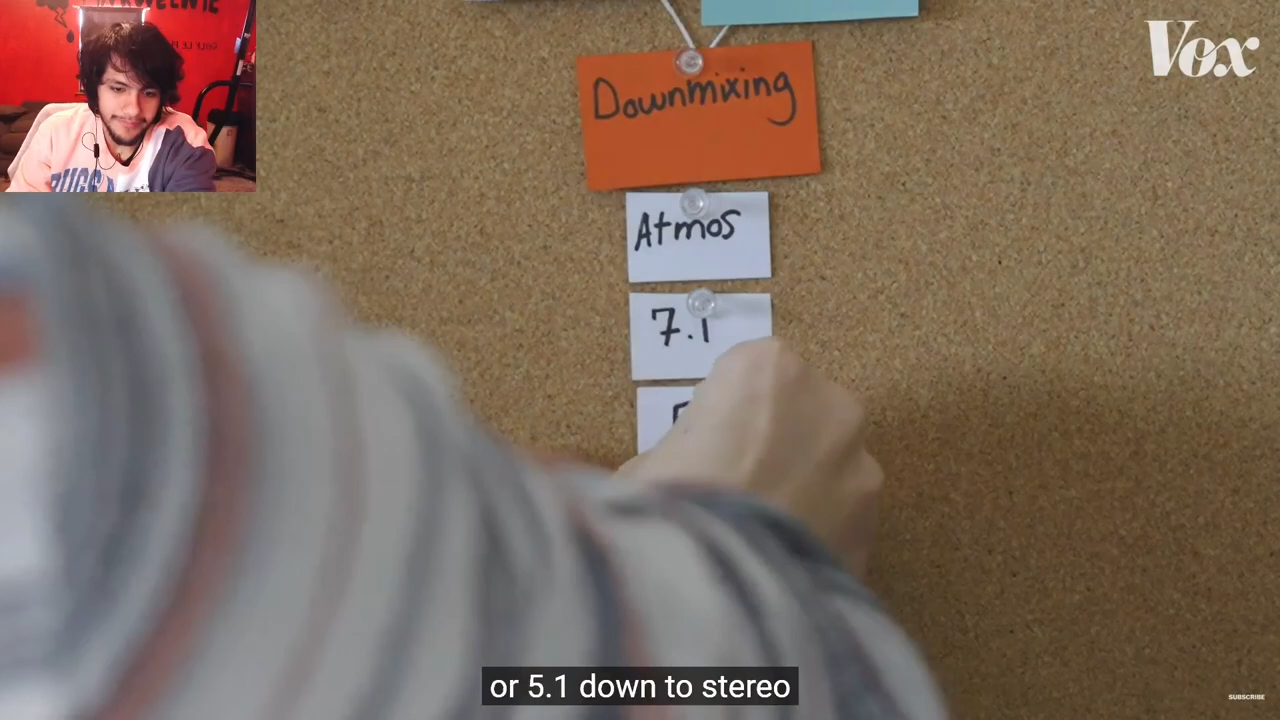 Vox
Downmixing
Atmos
7.1
or 5.1 down to stereo
SUBSCRIBE